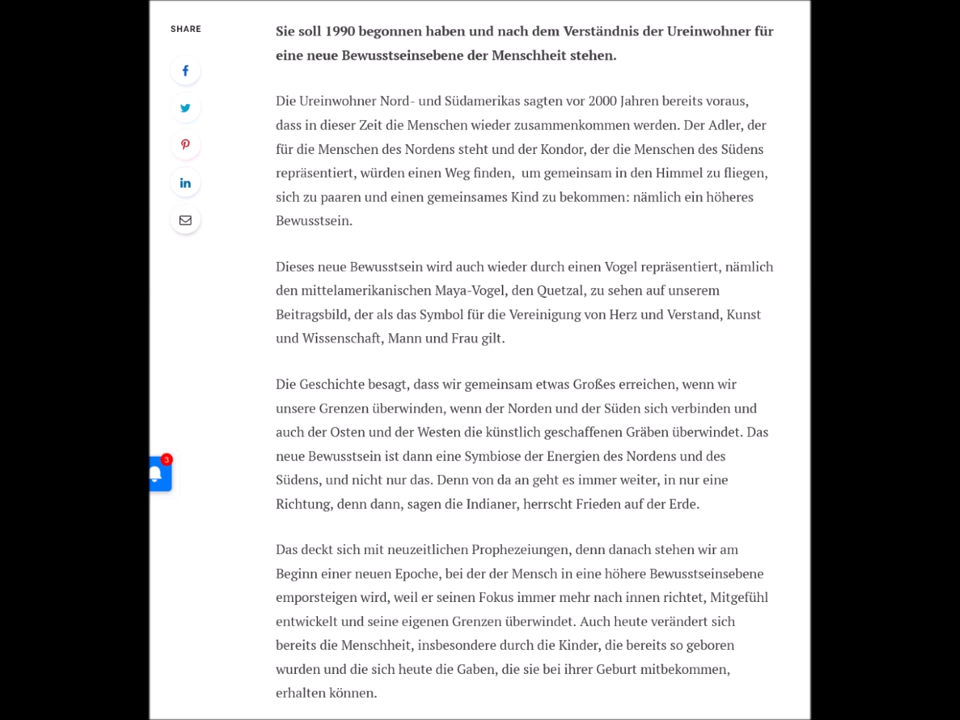 SHARE
Sie soll 1990 begonnen haben und nach dem Verständnis der Ureinwohner für
eine neue Bewusstseinsebene der Menschheit stehen.
Die Ureinwohner Nord- und Südamerikas sagten vor 2000 Jahren bereits voraus,
dass in dieser Zeit die Menschen wieder zusammenkommen werden. Der Adler, der
für die Menschen des Nordens steht und der Kondor, der die Menschen des Südens
repräsentiert, würden einen Weg finden, um gemeinsam in den Himmel zu fliegen,
sich zu paaren und einen gemeinsames Kind zu bekommen: nämlich ein höheres
Bewusstsein.
Dieses neue Bewusstsein wird auch wieder durch einen Vogel repräsentiert, nämlich
den mittelamerikanischen Maya-Vogel, den Quetzal, zu sehen auf unserem
Beitragsbild, der als das Symbol für die Vereinigung von Herz und Verstand, Kunst
und Wissenschaft, Mann und Frau gilt.
Die Geschichte besagt, dass wir gemeinsam etwas Großes erreichen, wenn wir
unsere Grenzen überwinden, wenn der Norden und der Süden sich verbinden und
auch der Osten und der Westen die künstlich geschaffenen Gräben überwindet. Das
neue Bewusstsein ist dann eine Symbiose der Energien des Nordens und des
Südens, und nicht nur das. Denn von da an geht es immer weiter, in nur eine
Richtung, denn dann, sagen die Indianer, herrscht Frieden auf der Erde.
3
Das deckt sich mit neuzeitlichen Prophezeiungen, denn danach stehen wir am
Beginn einer neuen Epoche, bei der der Mensch in eine höhere Bewusstseinsebene
emporsteigen wird, weil er seinen Fokus immer mehr nach innen richtet, Mitgefühl
entwickelt und seine eigenen Grenzen überwindet. Auch heute verändert sich
bereits die Menschheit, insbesondere durch die Kinder, die bereits so geboren
wurden und die sich heute die Gaben, die sie bei ihrer Geburt mitbekommen,
erhalten können.